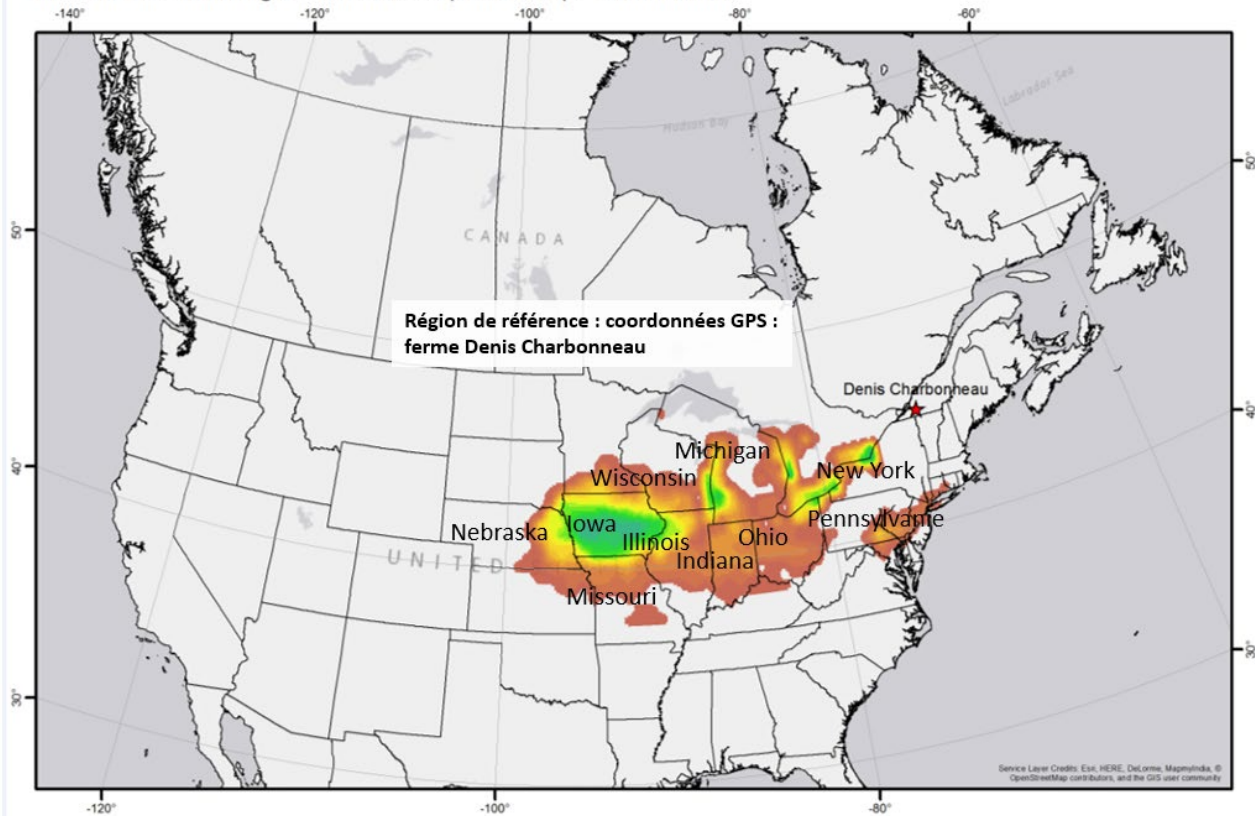 -140° -120° -100° -80° -60°
Labrador Sea
Hudson Bay
50°
50°
CANADA
Région de référence : coordonnées GPS :
ferme Denis Charbonneau
Denis Charbonneau
40°
Michigan
40°
New York
Wisconsin
Pennsylvanie
Iowa
Nebraska
Ohio
Illinois
UNITED
Indiana
Missouri
30°
30°
Service Layer Credits: Esri, HERE, DeLorme, MapmyIndia, ©
OpenStreetMap contributors, and the GIS user community
-120° -100° -80°